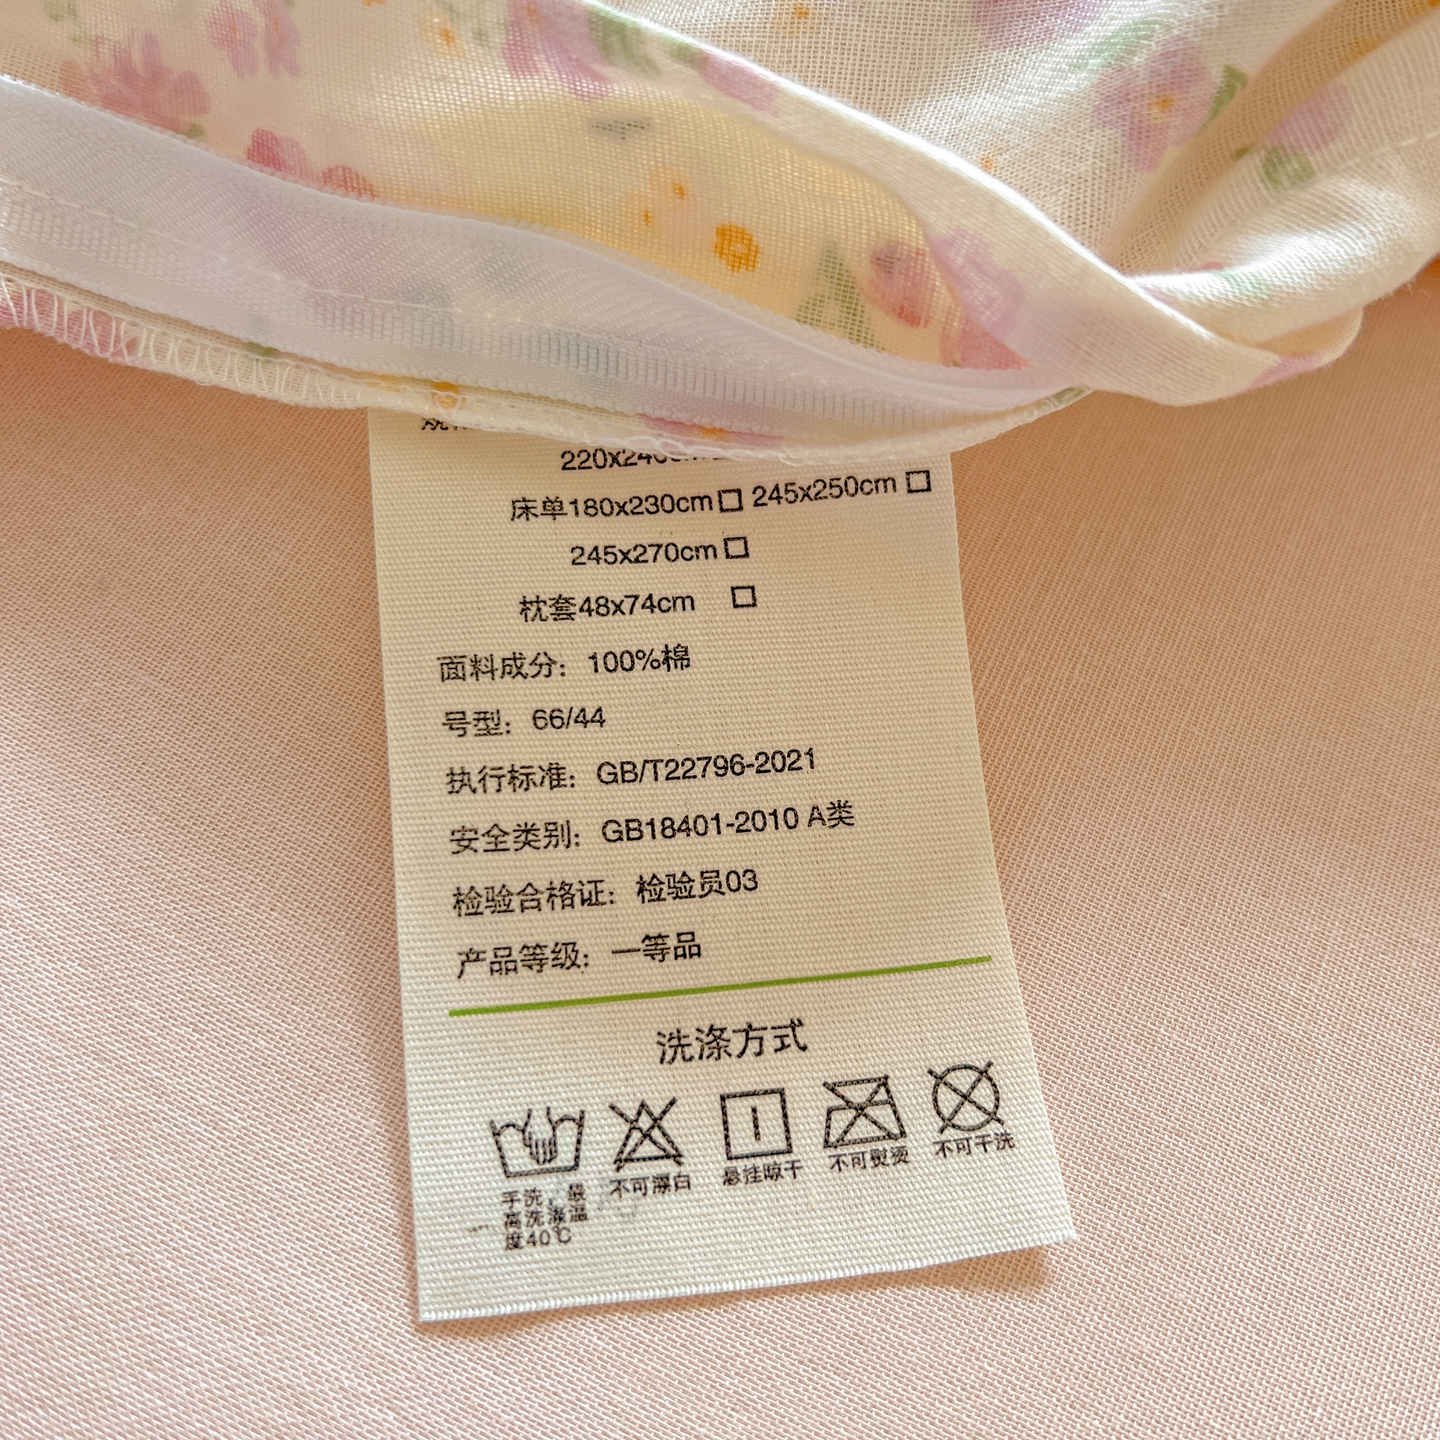 220x240cm
床单180x230cm□ 245x250cm□
245x270cm□
枕套48x74cm □
面料成分：100%棉
号型：66/44
执行标准：GB/T22796-2021
安全类别：GB18401-2010 A类
检验合格证：检验员03
产品等级：一等品
洗涤方式
手洗，最
高洗涤温
度40℃
不可漂白
悬挂晾干
不可熨烫
不可干洗